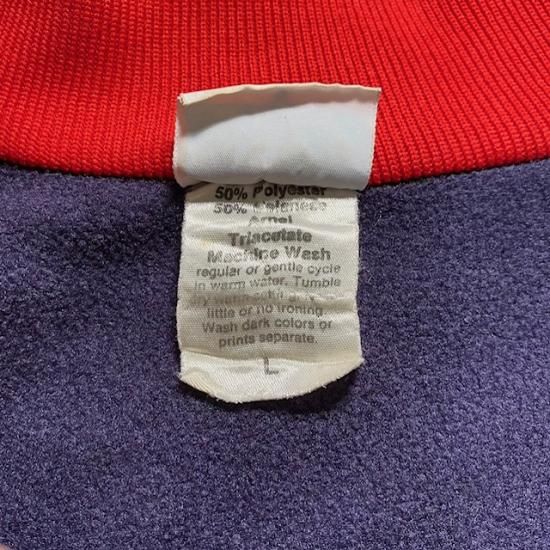 50% Polyester
50% Celanese
Arnel
Triacetate
Machine Wash
regular or gentle cycle
in warm water. Tumble
dry warm
little or no ironing.
Wash dark colors or
prints separate.
L